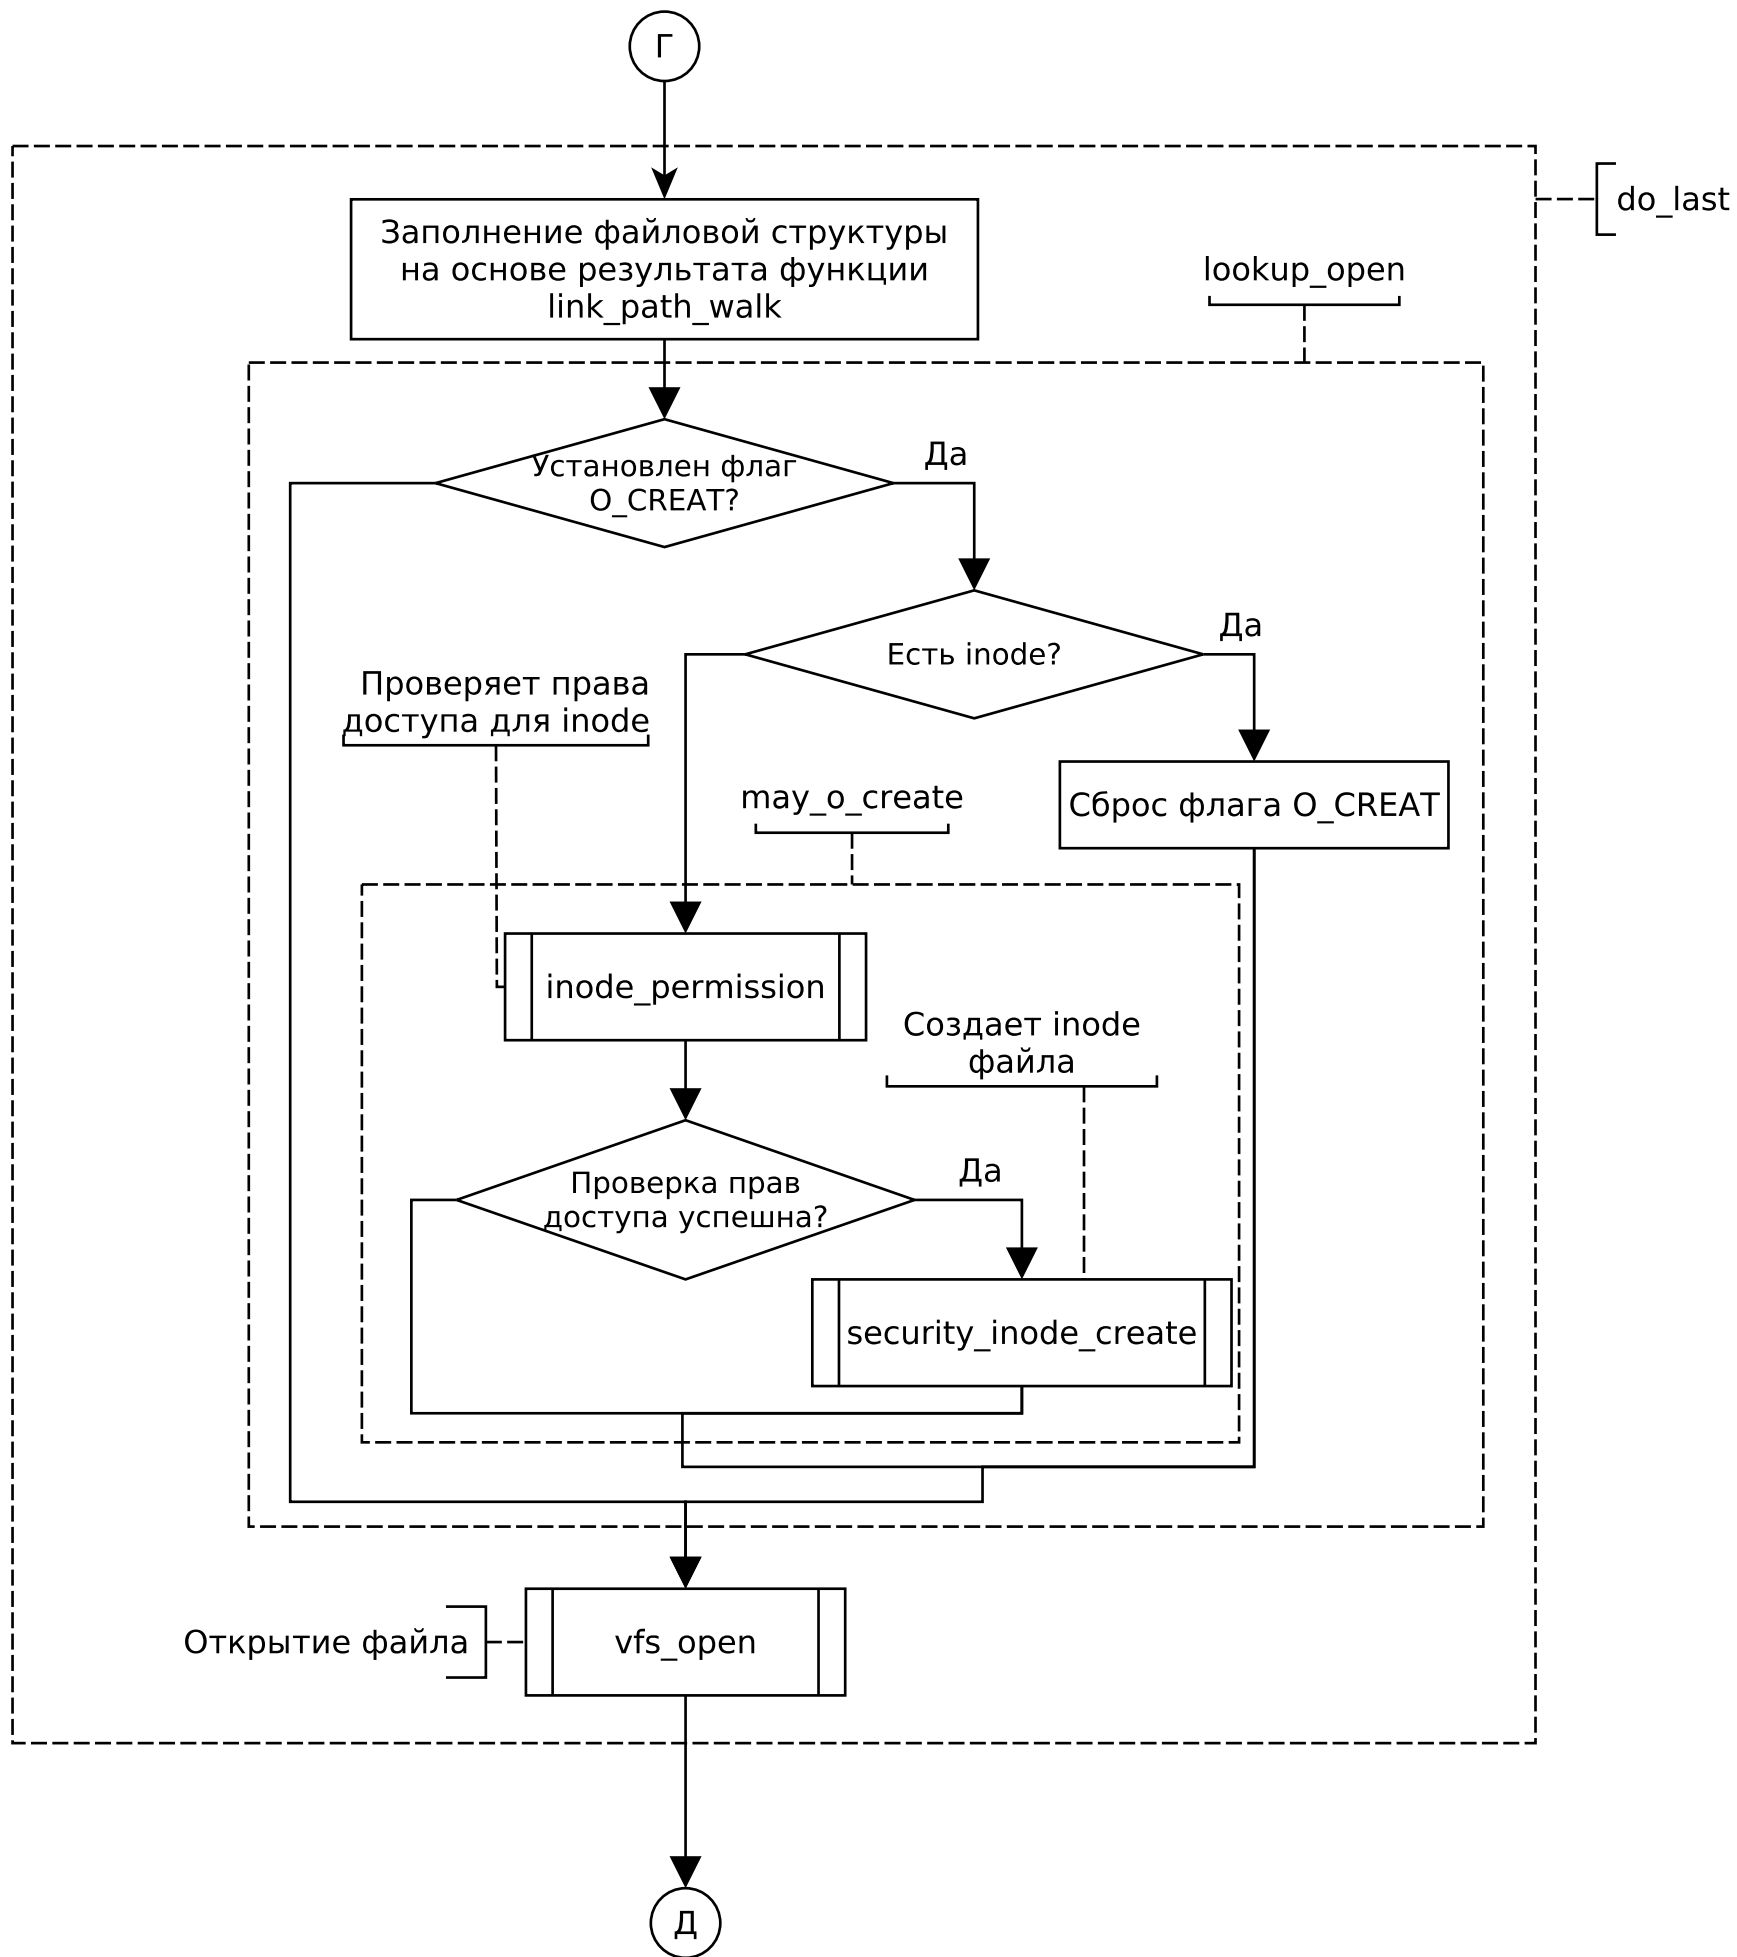 Г
do_last
Заполнение файловой структуры
на основе результата функции
link_path_walk
lookup_open
Установлен флаг
O_CREAT?
Да
Есть inode?
Да
Проверяет права
доступа для inode
may_o_create
Сброс флага O_CREAT
inode_permission
Создает inode
файла
Проверка прав
доступа успешна?
Да
security_inode_create
Открытие файла
vfs_open
Д